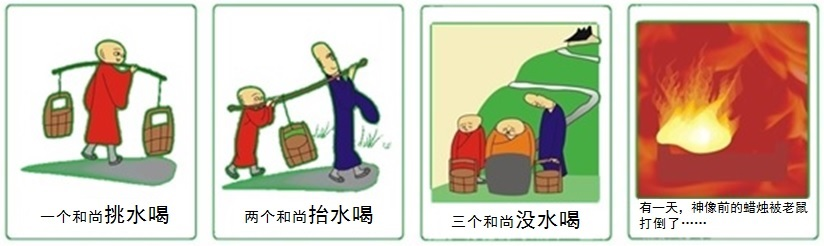 一个和尚挑水喝
两个和尚抬水喝
三个和尚没水喝
有一天，神像前的蜡烛被老鼠
打倒了……